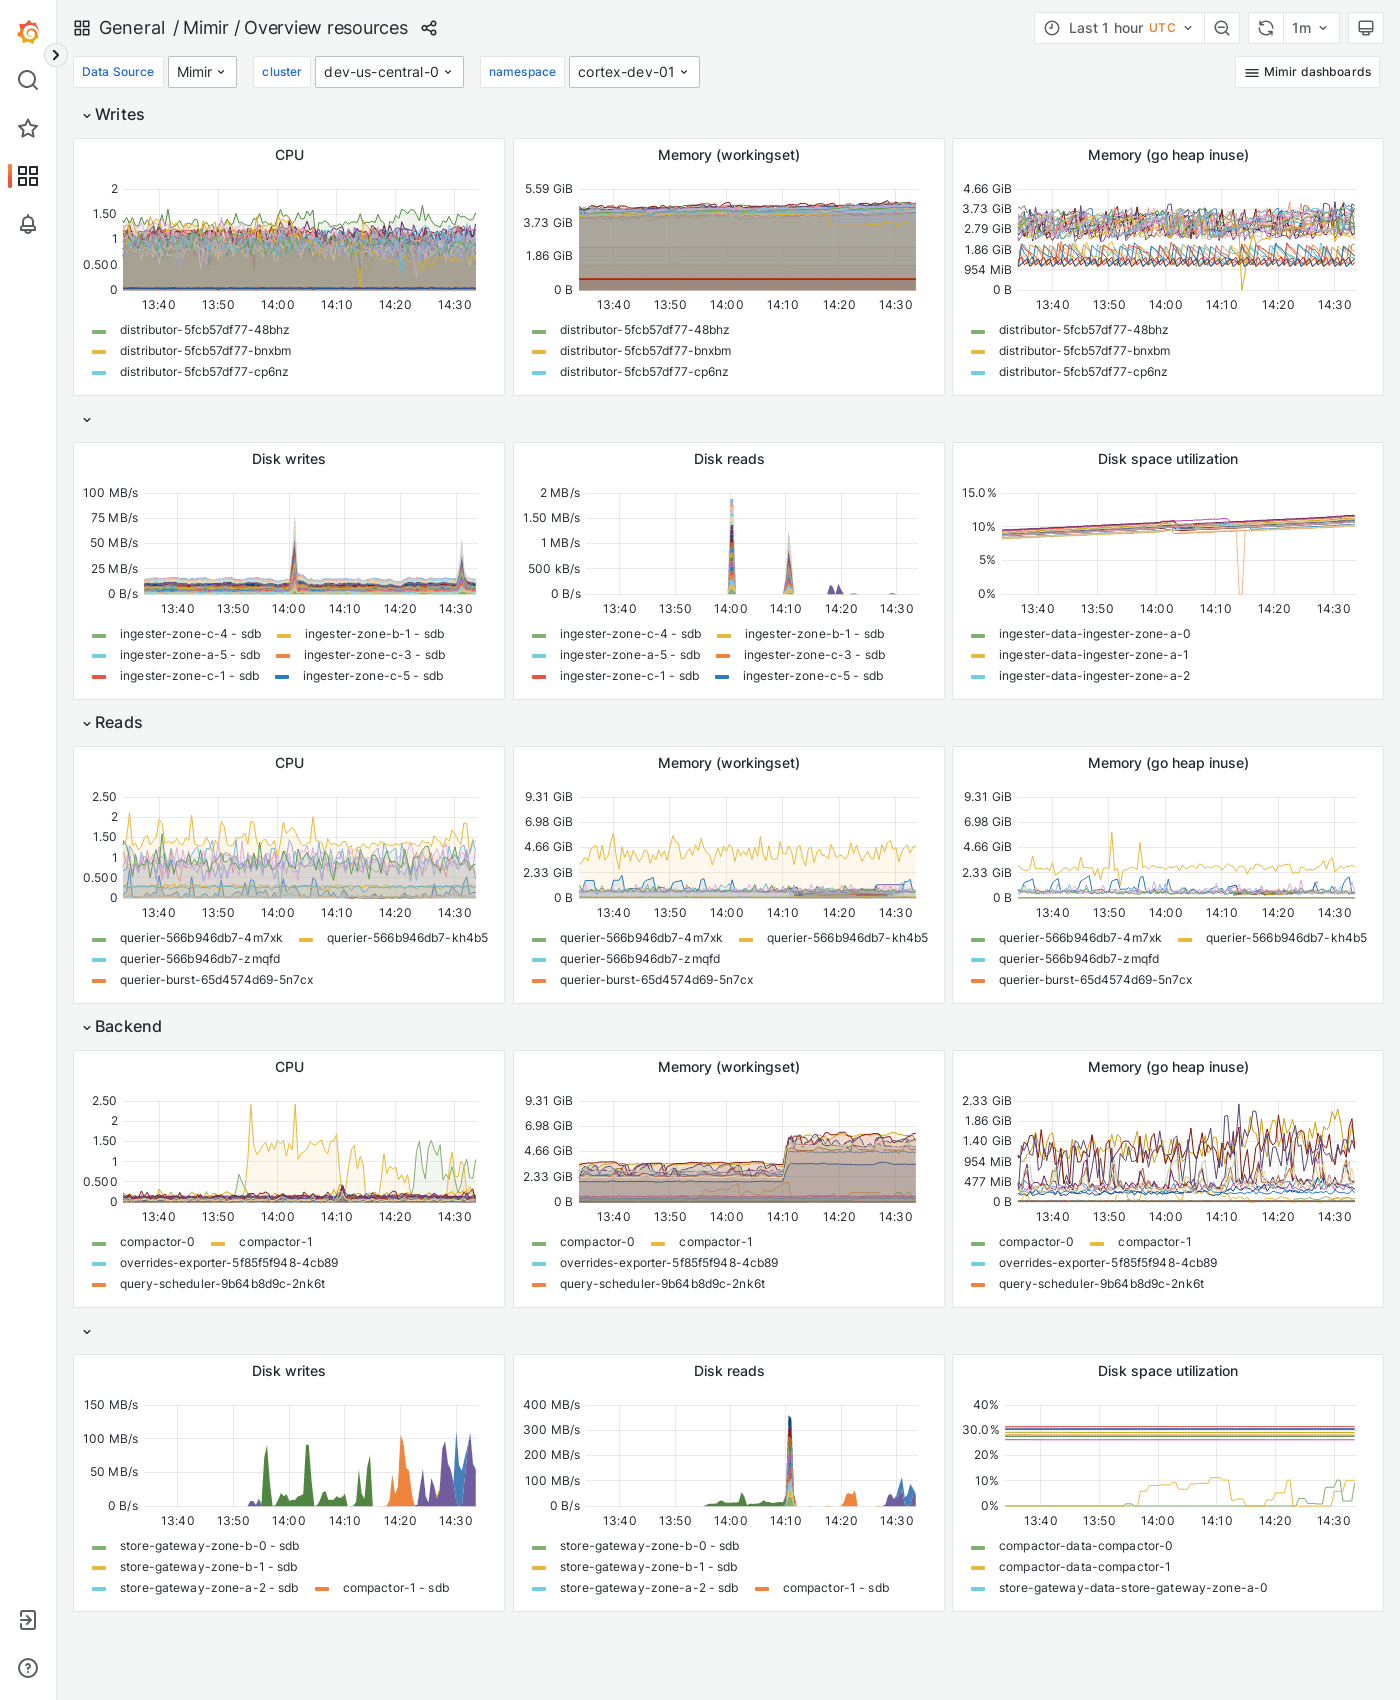 General / Mimir / Overview resources
Last 1 hour UTC
1m
Data Source Mimir cluster dev-us-central-0 namespace cortex-dev-01
Mimir dashboards
Writes
CPU
2
1.50
1
0.500
0
13:40 13:50 14:00 14:10 14:20 14:30
distributor-5fcb57df77-48bhz
distributor-5fcb57df77-bnxbm
distributor-5fcb57df77-cp6nz
Memory (workingset)
5.59 GiB
3.73 GiB
1.86 GiB
0 B
13:40 13:50 14:00 14:10 14:20 14:30
distributor-5fcb57df77-48bhz
distributor-5fcb57df77-bnxbm
distributor-5fcb57df77-cp6nz
Memory (go heap inuse)
4.66 GiB
3.73 GiB
2.79 GiB
1.86 GiB
954 MiB
0 B
13:40 13:50 14:00 14:10 14:20 14:30
distributor-5fcb57df77-48bhz
distributor-5fcb57df77-bnxbm
distributor-5fcb57df77-cp6nz
Disk writes
100 MB/s
75 MB/s
50 MB/s
25 MB/s
0 B/s
13:40 13:50 14:00 14:10 14:20 14:30
ingester-zone-c-4 - sdb ingester-zone-b-1 - sdb
ingester-zone-a-5 - sdb ingester-zone-c-3 - sdb
ingester-zone-c-1 - sdb ingester-zone-c-5 - sdb
Disk reads
2 MB/s
1.50 MB/s
1 MB/s
500 kB/s
0 B/s
13:40 13:50 14:00 14:10 14:20 14:30
ingester-zone-c-4 - sdb ingester-zone-b-1 - sdb
ingester-zone-a-5 - sdb ingester-zone-c-3 - sdb
ingester-zone-c-1 - sdb ingester-zone-c-5 - sdb
Disk space utilization
15.0%
10%
5%
0%
13:40 13:50 14:00 14:10 14:20 14:30
ingester-data-ingester-zone-a-0
ingester-data-ingester-zone-a-1
ingester-data-ingester-zone-a-2
Reads
CPU
2.50
2
1.50
1
0.500
0
13:40 13:50 14:00 14:10 14:20 14:30
querier-566b946db7-4m7xk querier-566b946db7-kh4b5
querier-566b946db7-zmqfd
querier-burst-65d4574d69-5n7cx
Memory (workingset)
9.31 GiB
6.98 GiB
4.66 GiB
2.33 GiB
0 B
13:40 13:50 14:00 14:10 14:20 14:30
querier-566b946db7-4m7xk querier-566b946db7-kh4b5
querier-566b946db7-zmqfd
querier-burst-65d4574d69-5n7cx
Memory (go heap inuse)
9.31 GiB
6.98 GiB
4.66 GiB
2.33 GiB
0 B
13:40 13:50 14:00 14:10 14:20 14:30
querier-566b946db7-4m7xk querier-566b946db7-kh4b5
querier-566b946db7-zmqfd
querier-burst-65d4574d69-5n7cx
Backend
CPU
2.50
2
1.50
1
0.500
0
13:40 13:50 14:00 14:10 14:20 14:30
compactor-0 compactor-1
overrides-exporter-5f85f5f948-4cb89
query-scheduler-9b64b8d9c-2nk6t
Memory (workingset)
9.31 GiB
6.98 GiB
4.66 GiB
2.33 GiB
0 B
13:40 13:50 14:00 14:10 14:20 14:30
compactor-0 compactor-1
overrides-exporter-5f85f5f948-4cb89
query-scheduler-9b64b8d9c-2nk6t
Memory (go heap inuse)
2.33 GiB
1.86 GiB
1.40 GiB
954 MiB
477 MiB
0 B
13:40 13:50 14:00 14:10 14:20 14:30
compactor-0 compactor-1
overrides-exporter-5f85f5f948-4cb89
query-scheduler-9b64b8d9c-2nk6t
Disk writes
150 MB/s
100 MB/s
50 MB/s
0 B/s
13:40 13:50 14:00 14:10 14:20 14:30
store-gateway-zone-b-0 - sdb
store-gateway-zone-b-1 - sdb
store-gateway-zone-a-2 - sdb compactor-1 - sdb
Disk reads
400 MB/s
300 MB/s
200 MB/s
100 MB/s
0 B/s
13:40 13:50 14:00 14:10 14:20 14:30
store-gateway-zone-b-0 - sdb
store-gateway-zone-b-1 - sdb
store-gateway-zone-a-2 - sdb compactor-1 - sdb
Disk space utilization
40%
30.0%
20%
10%
0%
13:40 13:50 14:00 14:10 14:20 14:30
compactor-data-compactor-0
compactor-data-compactor-1
store-gateway-data-store-gateway-zone-a-0